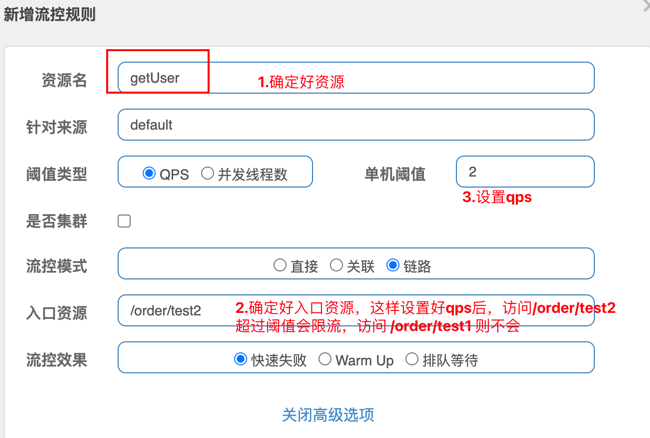 新增流控规则
资源名 getUser 1.确定好资源
针对来源 default
阈值类型 QPS 并发线程数 单机阈值 2
3.设置qps
是否集群
流控模式 直接 关联 链路
入口资源 /order/test2 2.确定好入口资源，这样设置好qps后，访问/order/test2
超过阈值会限流，访问 /order/test1 则不会
流控效果 快速失败 Warm Up 排队等待
关闭高级选项